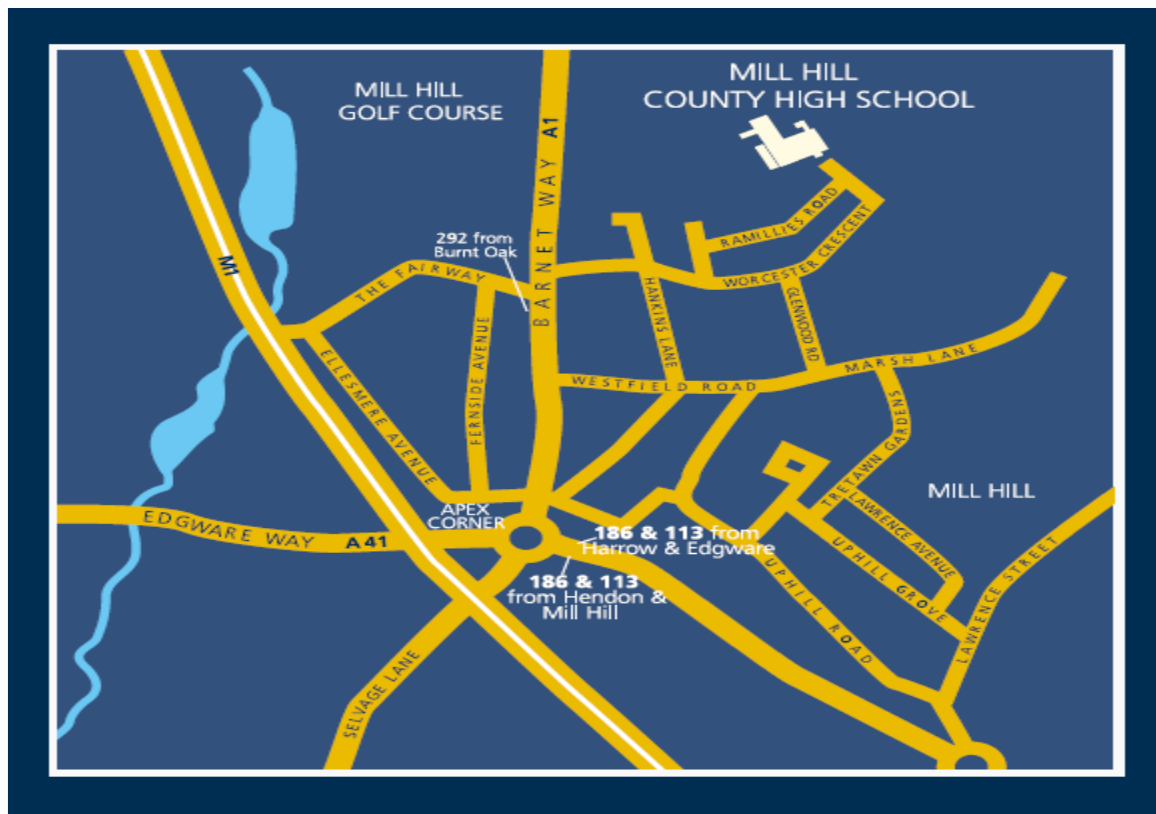 MILL HILL
COUNTY HIGH SCHOOL
MILL HILL
GOLF COURSE
BARNET WAY A1
M1
292 from
Burnt Oak
THE FAIRWAY
RAMILLIES ROAD
WORCESTER CRESCENT
HANKINS LANE
GLENWOOD RD
ELLESMERE AVENUE
FERNSIDE AVENUE
WESTFIELD ROAD
MARSH LANE
TRETAWN GARDENS
MILL HILL
LAWRENCE AVENUE
UPHILL GROVE
LAWRENCE STREET
UPHILL ROAD
EDGWARE WAY A41
APEX
CORNER
186 & 113 from
Harrow & Edgware
186 & 113
from Hendon &
Mill Hill
SELVAGE LANE